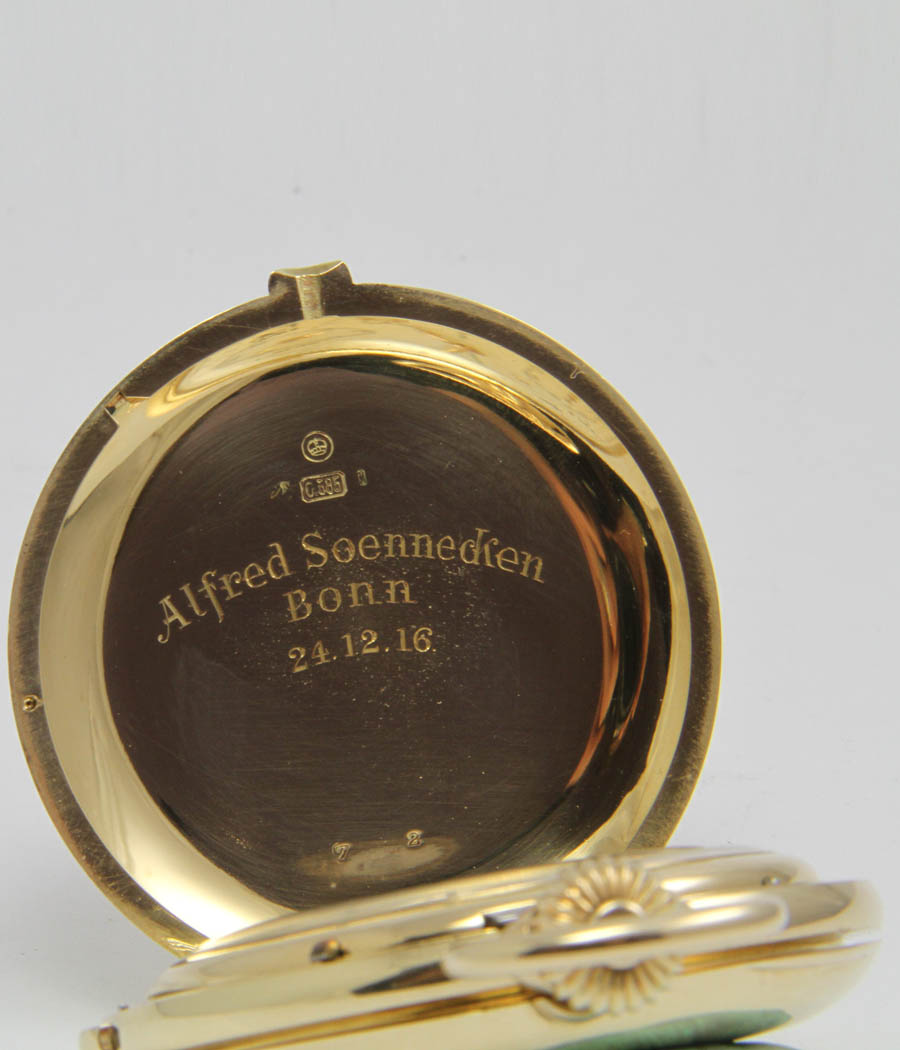 0.585
Alfred Soennecken
Bonn
24.12.16.
7 8